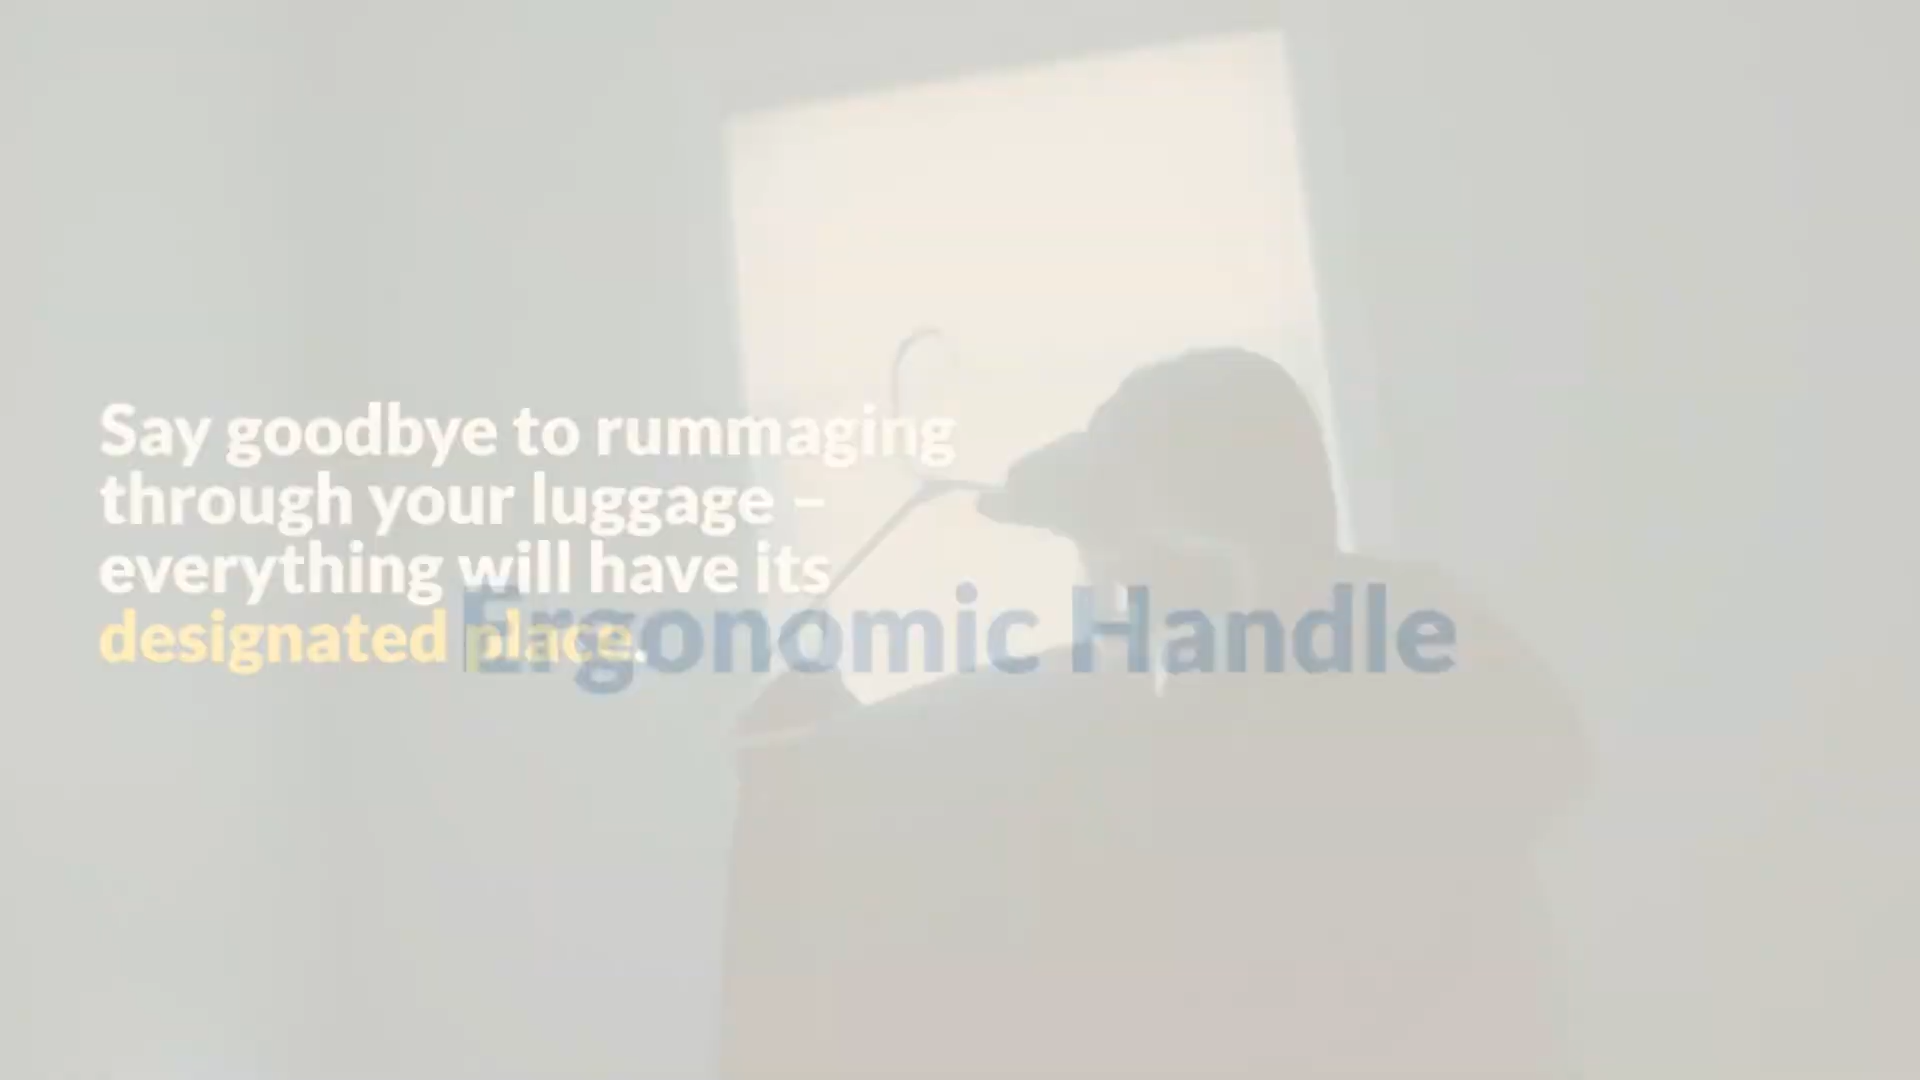 Say goodbye to rummaging
through your luggage –
everything will have its
designated place.
Ergonomic Handle